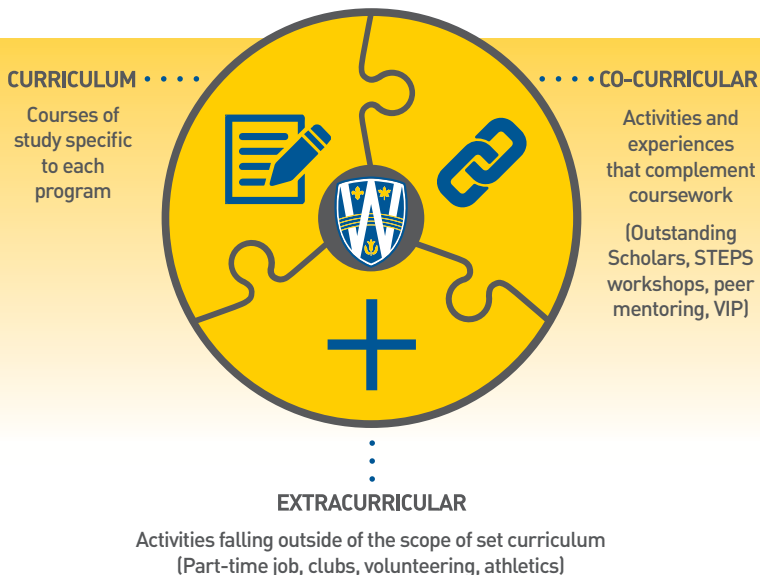 CURRICULUM
Courses of
study specific
to each
program
CO-CURRICULAR
Activities and
experiences
that complement
coursework
(Outstanding
Scholars, STEPS
workshops, peer
mentoring, VIP)
W
EXTRACURRICULAR
Activities falling outside of the scope of set curriculum
(Part-time job, clubs, volunteering, athletics)